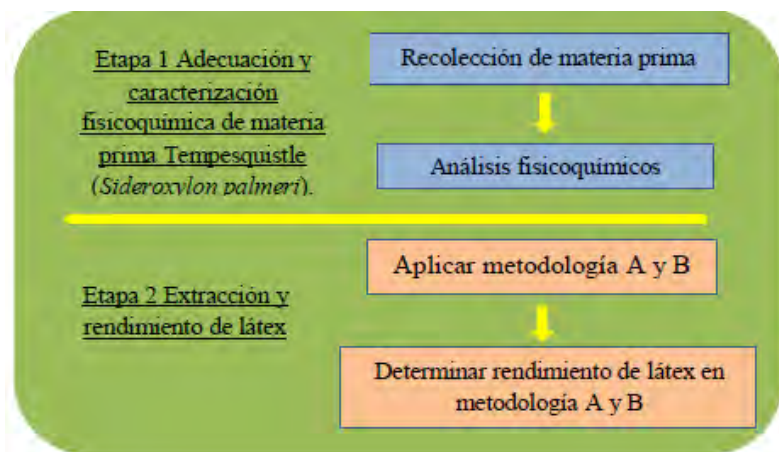 Etapa 1 Adecuación y
caracterización
fisicoquímica de materia
prima Tempesquistle
(Sideroxylon palmeri).
Recolección de materia prima
Análisis fisicoquímicos
Etapa 2 Extracción y
rendimiento de látex
Aplicar metodología A y B
Determinar rendimiento de látex en
metodología A y B